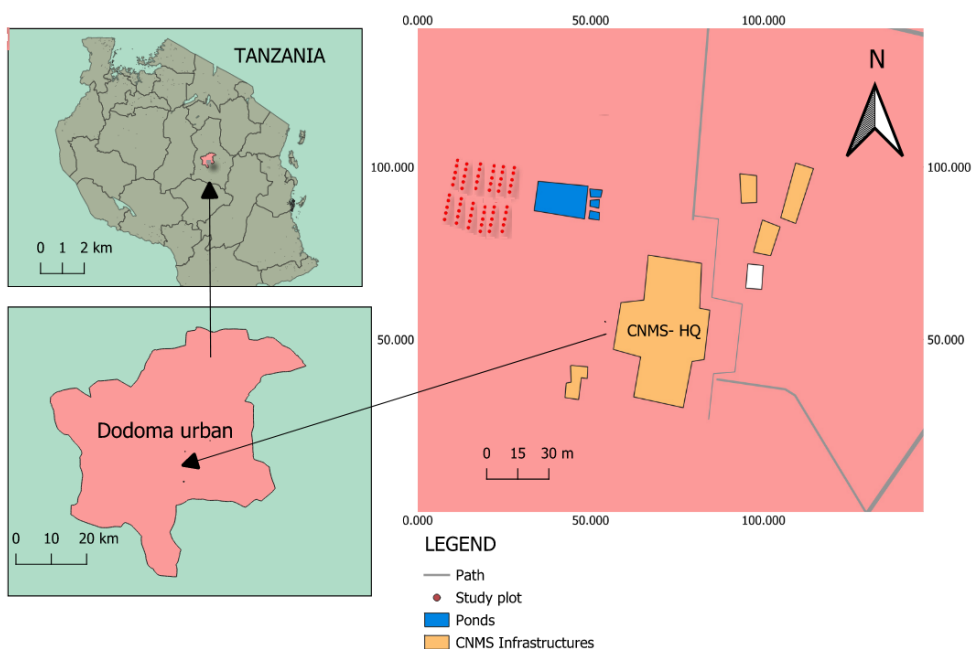 TANZANIA
0 1 2 km
Dodoma urban
0 10 20 km
0.000 50.000 100.000
N
100.000 100.000
CNMS- HQ
50.000 50.000
0 15 30 m
0.000 50.000 100.000
LEGEND
Path
Study plot
Ponds
CNMS Infrastructures